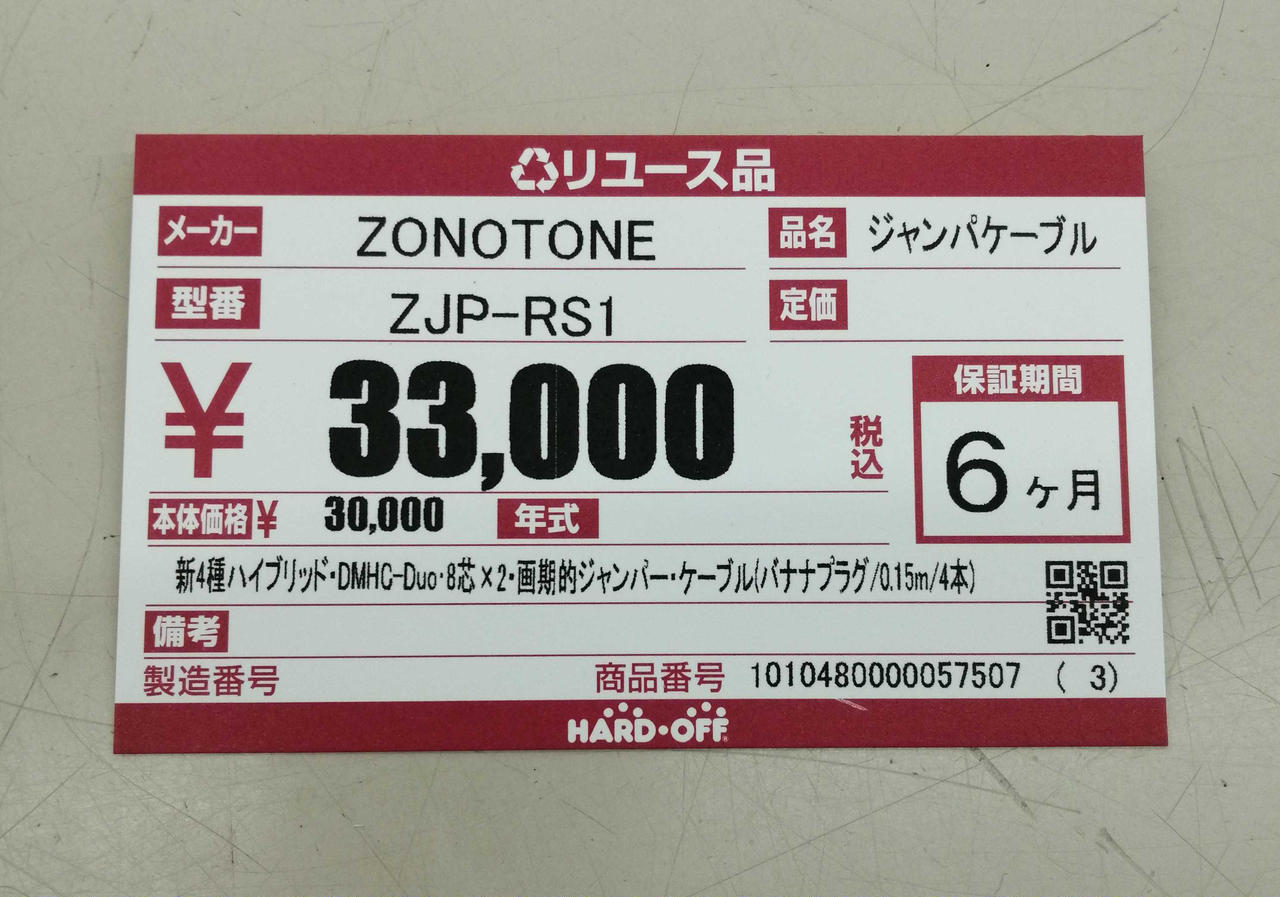 リユース品
メーカー ZONOTONE 品名 ジャンパケーブル
型番 ZJP-RS1 定価
¥ 33,000 税込
保証期間
6ヶ月
本体価格 ¥ 30,000 年式
新4種ハイブリッド・DMHC-Duo・8芯×2・画期的ジャンパー・ケーブル(バナナプラグ/0.15m/4本)
備考
製造番号 商品番号 1010480000057507 ( 3)
HARD・OFF